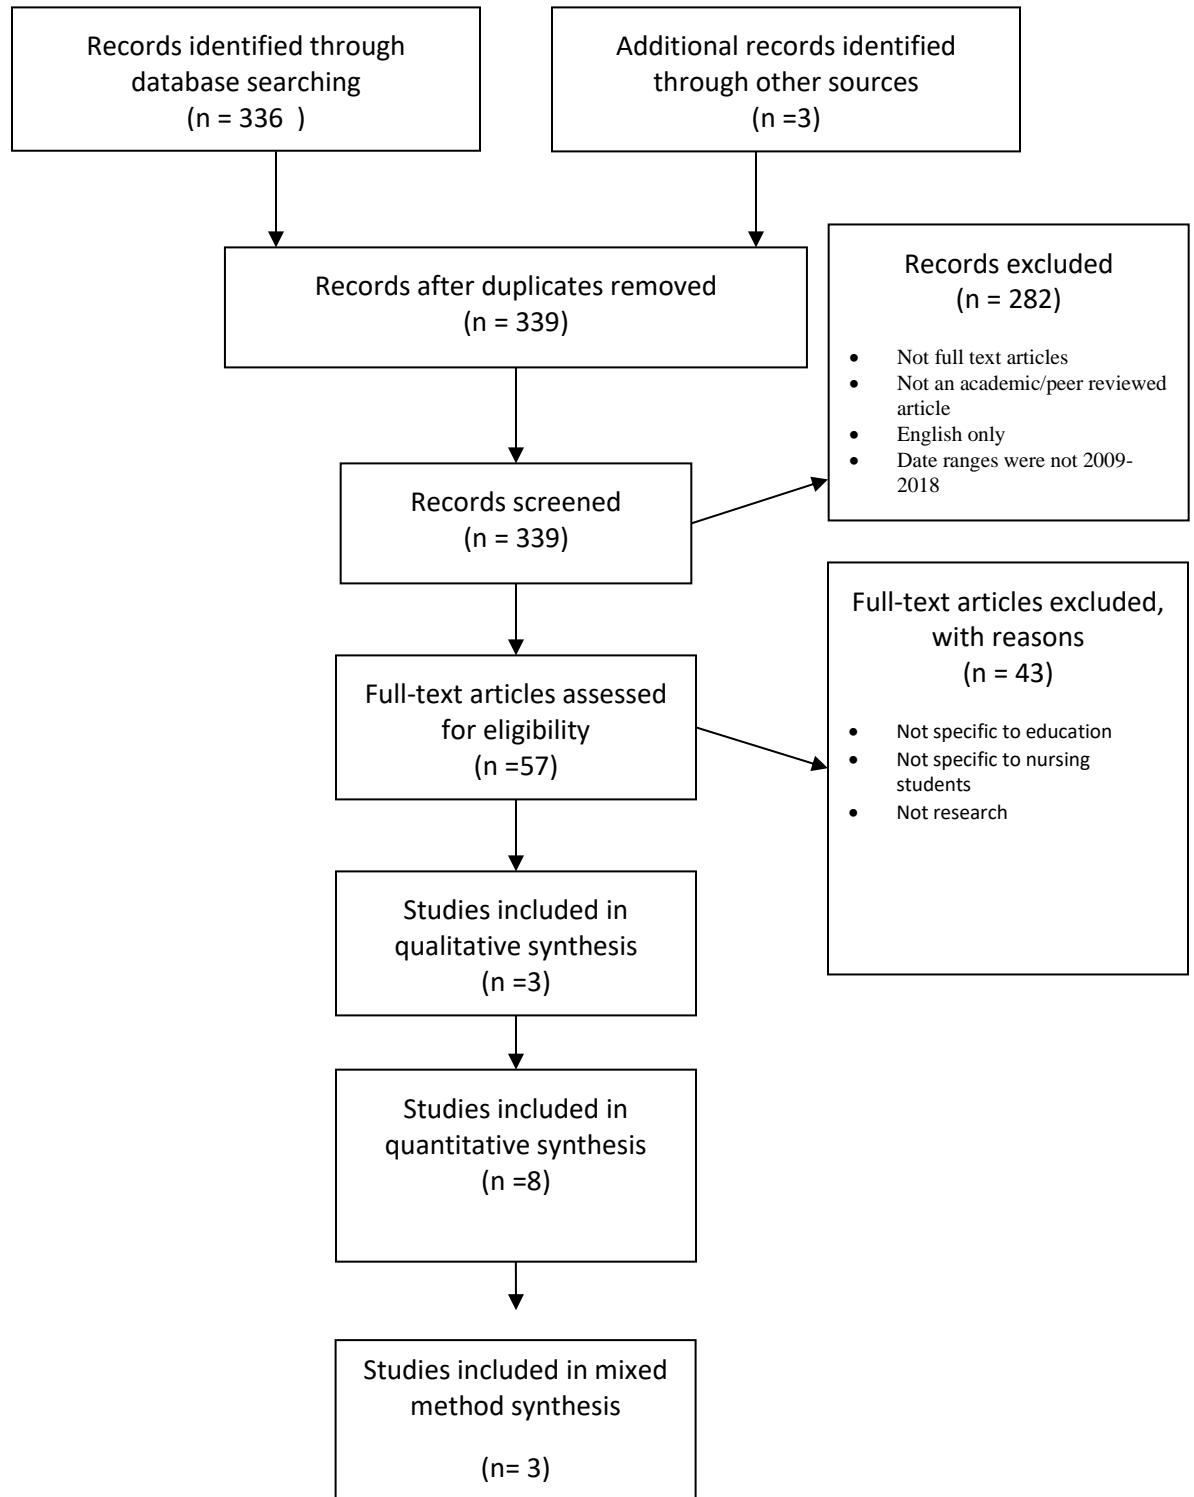 Records identified through
database searching
(n = 336  )
Additional records identified
through other sources
(n =3)
Records after duplicates removed
(n = 339)
Records excluded
(n = 282)
• Not full text articles
• Not an academic/peer reviewed
article
• English only
• Date ranges were not 2009-
2018
Records screened
(n = 339)
Full-text articles excluded,
with reasons
(n = 43)
• Not specific to education
• Not specific to nursing
students
• Not research
Full-text articles assessed
for eligibility
(n =57)
Studies included in
qualitative synthesis
(n =3)
Studies included in
quantitative synthesis
(n =8)
Studies included in mixed
method synthesis
(n= 3)